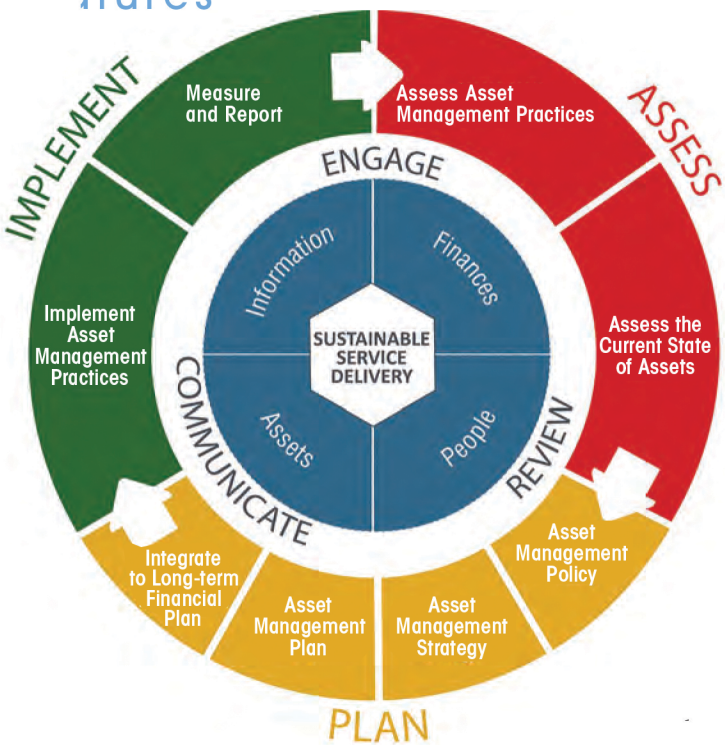 IMPLEMENT
Measure
and Report
Assess Asset
Management Practices
ASSESS
ENGAGE
Information
Finances
Implement
Asset
Management
Practices
SUSTAINABLE
SERVICE
DELIVERY
Assess the
Current State
of Assets
COMMUNICATE
Assets
People
REVIEW
Integrate
to Long-term
Financial
Plan
Asset
Management
Plan
Asset
Management
Strategy
Asset
Management
Policy
PLAN